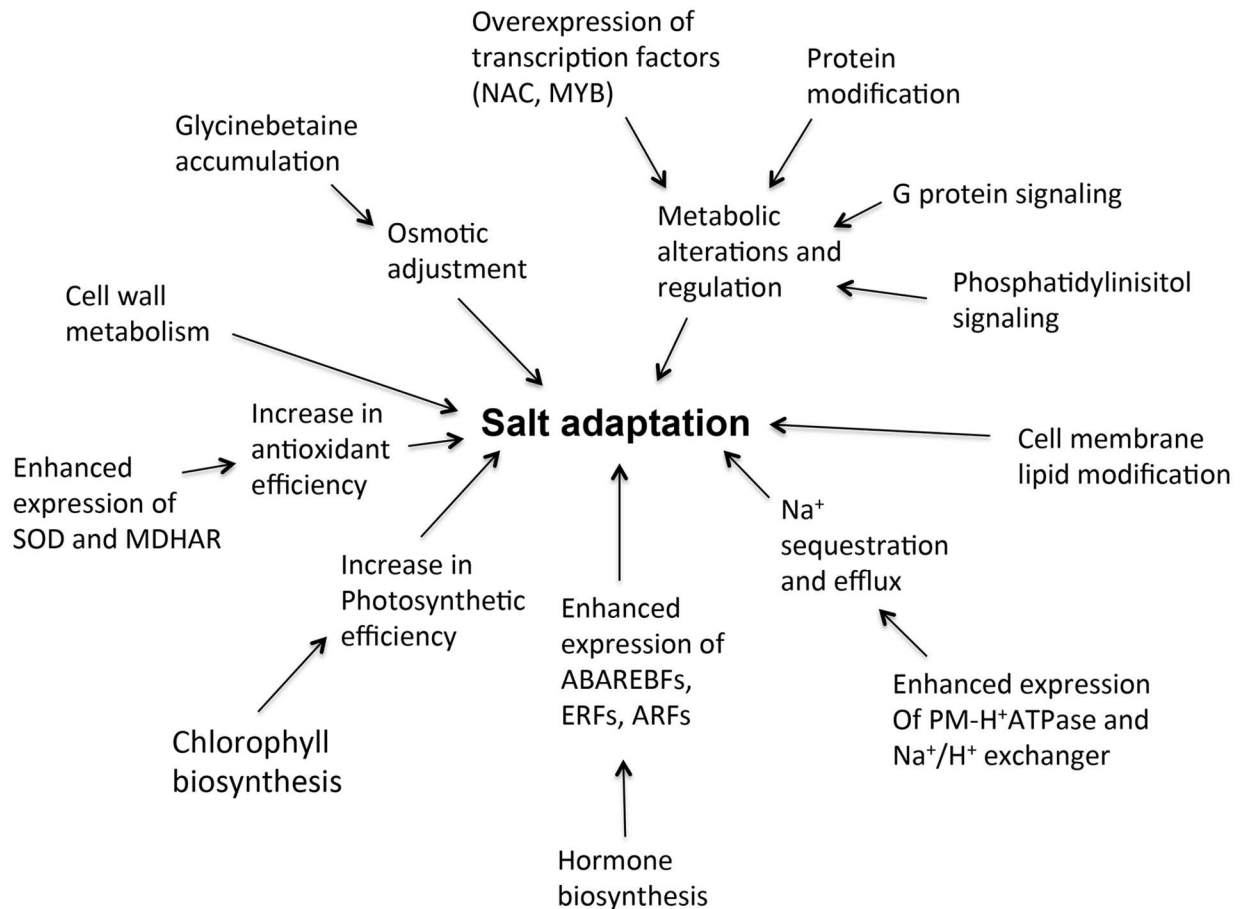 Overexpression of
transcription factors
(NAC, MYB)
Protein
modification
Glycinebetaine
accumulation
G protein signaling
Metabolic
alterations and
regulation
Osmotic
adjustment
Phosphatidylinisitol
signaling
Cell wall
metabolism
Salt adaptation
Increase in
antioxidant
efficiency
Cell membrane
lipid modification
Enhanced
expression of
SOD and MDHAR
Na⁺
sequestration
and efflux
Increase in
Photosynthetic
efficiency
Enhanced
expression of
ABAREBFs,
ERFs, ARFs
Enhanced expression
Of PM-H⁺ATPase and
Na⁺/H⁺ exchanger
Chlorophyll
biosynthesis
Hormone
biosynthesis